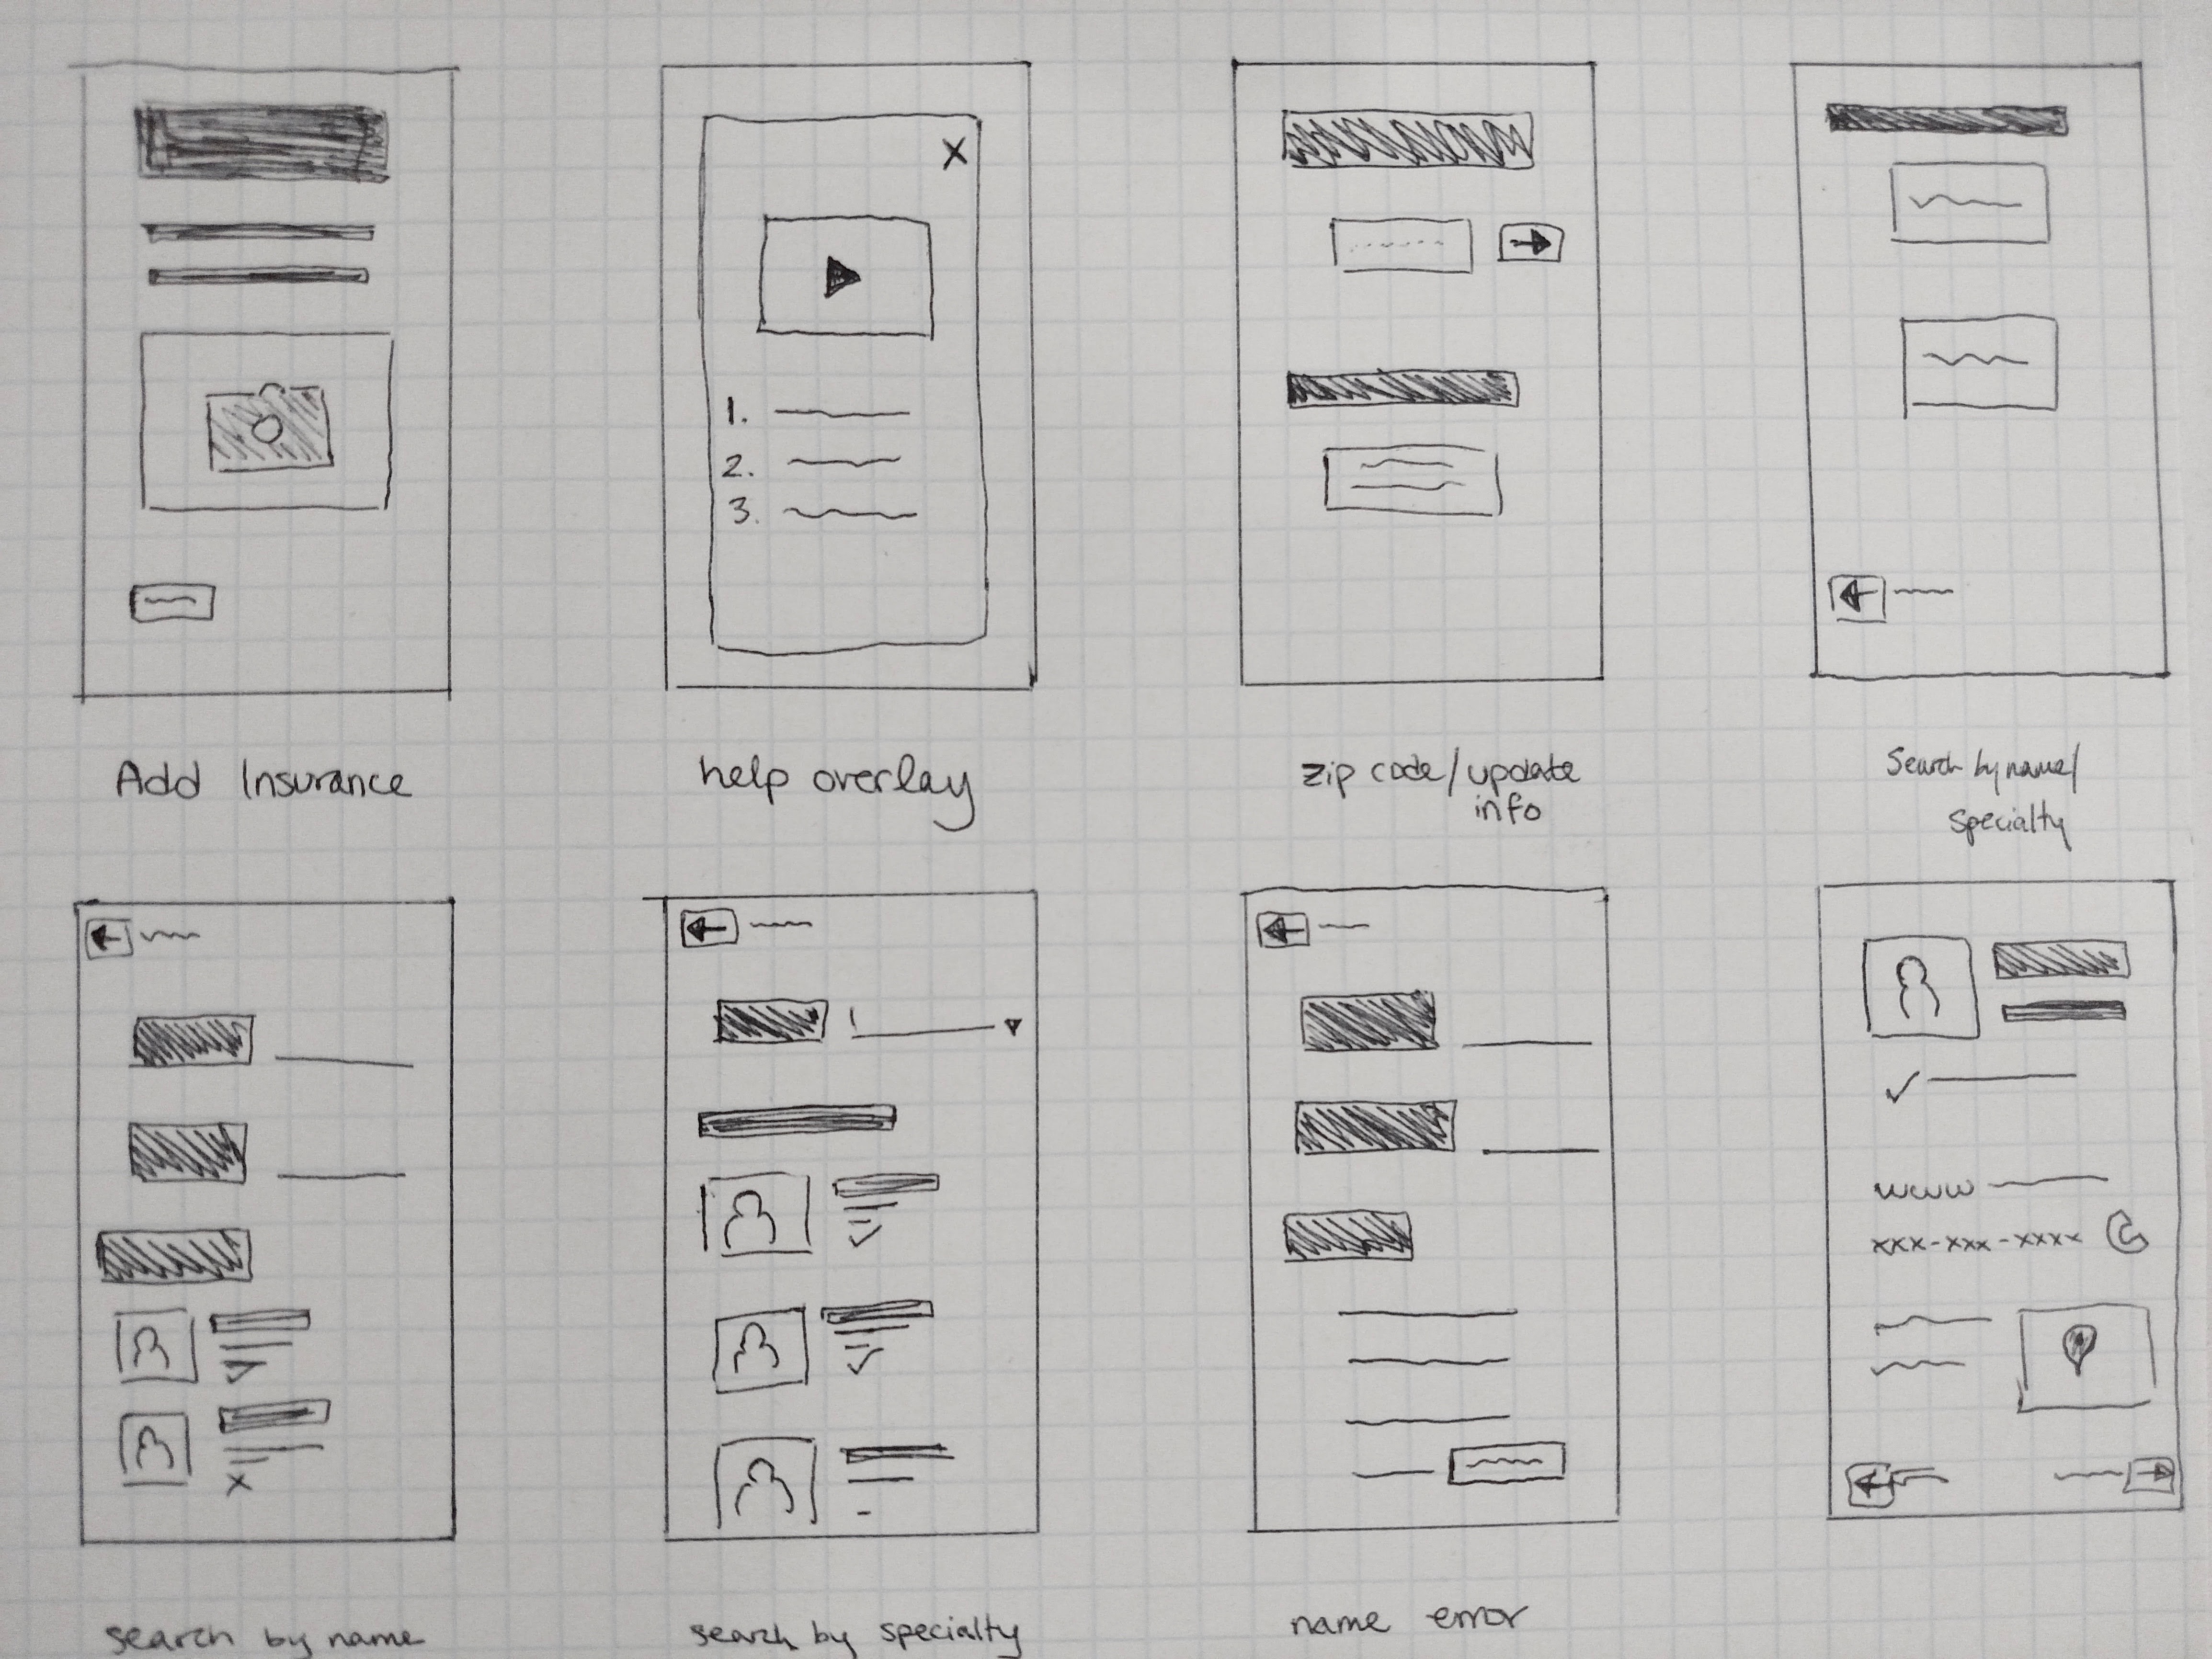 X
1.
2.
3.
Add Insurance
help overlay
zip code/update
info
Search by name/
Specialty
www
xxx-xxx-xxxx
search by name
search by specialty
name error